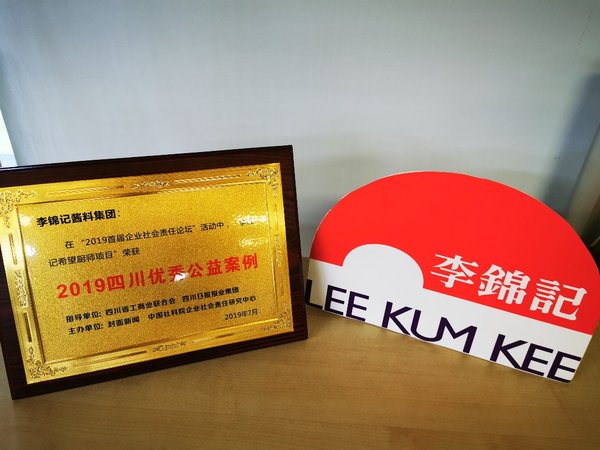 李锦记酱料集团：
在“2019首届企业社会责任论坛”活动中，“李锦
记希望厨师项目”荣获
2019四川优秀公益案例
指导单位: 四川省工商业联合会 四川日报报业集团
主办单位: 封面新闻 中国社科院企业社会责任研究中心
2019年7月
李錦記
LEE KUM KEE